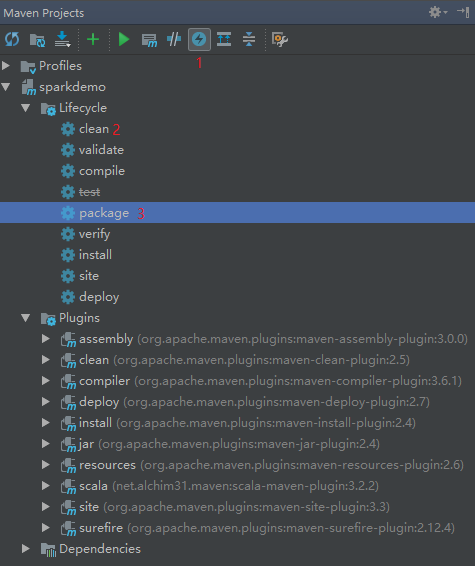 Maven Projects
1
Profiles
sparkdemo
Lifecycle
clean 2
validate
compile
test
package 3
verify
install
site
deploy
Plugins
assembly (org.apache.maven.plugins:maven-assembly-plugin:3.0.0)
clean (org.apache.maven.plugins:maven-clean-plugin:2.5)
compiler (org.apache.maven.plugins:maven-compiler-plugin:3.6.1)
deploy (org.apache.maven.plugins:maven-deploy-plugin:2.7)
install (org.apache.maven.plugins:maven-install-plugin:2.4)
jar (org.apache.maven.plugins:maven-jar-plugin:2.4)
resources (org.apache.maven.plugins:maven-resources-plugin:2.6)
scala (net.alchim31.maven:scala-maven-plugin:3.2.2)
site (org.apache.maven.plugins:maven-site-plugin:3.3)
surefire (org.apache.maven.plugins:maven-surefire-plugin:2.12.4)
Dependencies